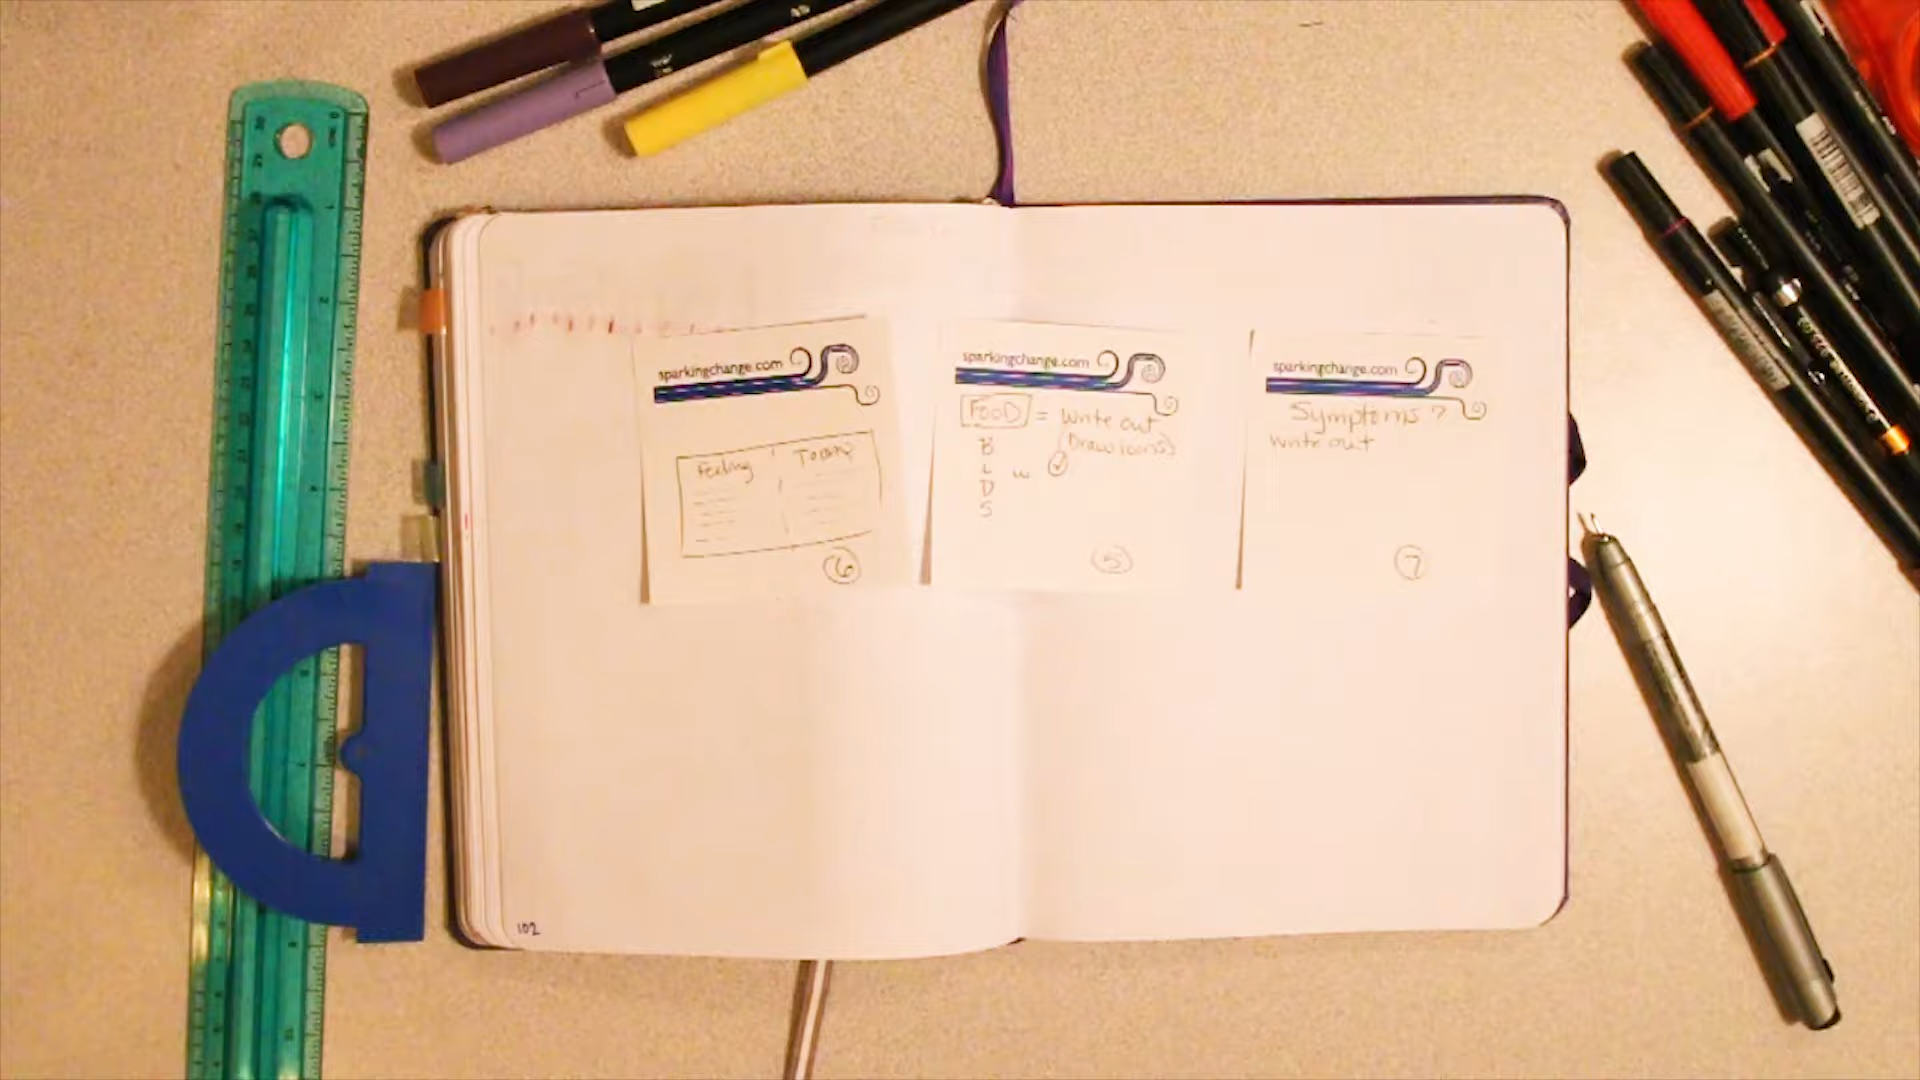 sparkingchange.com
Feeling Today
6
sparkingchange.com
FOOD = write out
(Draw icons)
B
L w ✓
D
S
5
sparkingchange.com
Symptoms?
write out
7
102